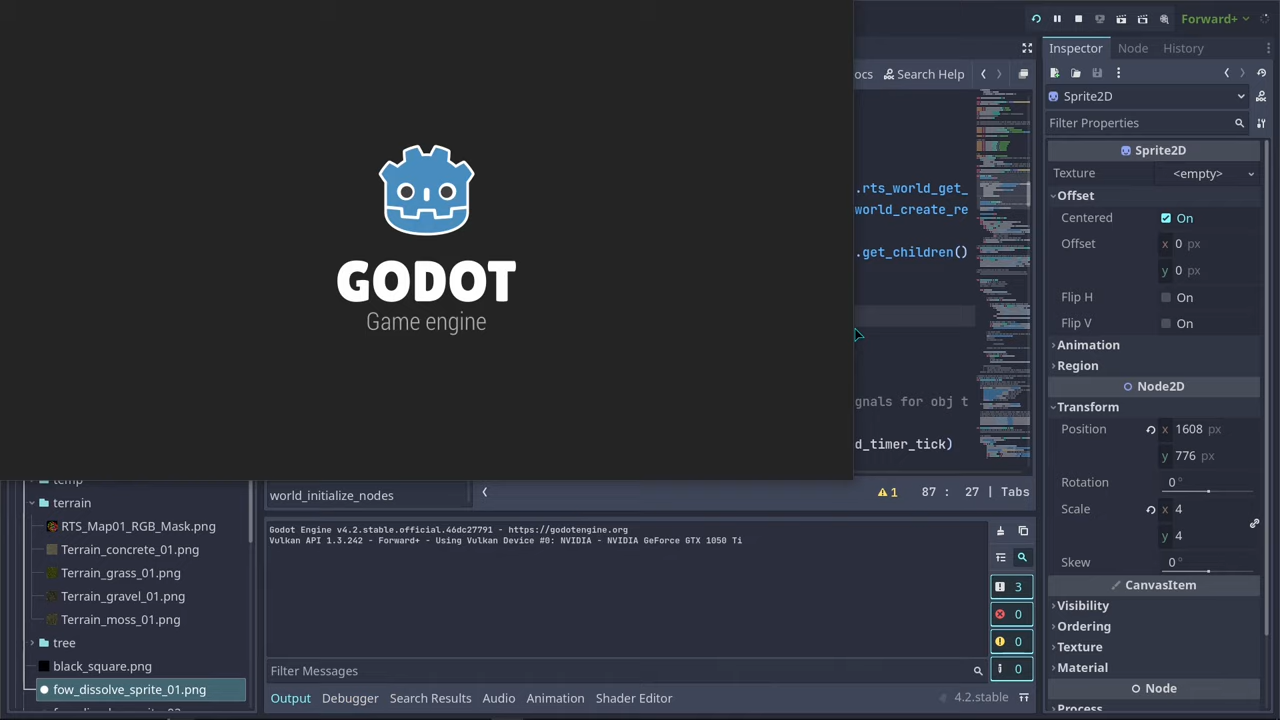 GODOT
Game engine
Forward+
Inspector
Node
History
ocs
Search Help
Sprite2D
Filter Properties
Sprite2D
Texture
<empty>
Offset
Centered
On
Offset
x 0 px
y 0 px
Flip H
On
Flip V
On
Animation
Region
Node2D
Transform
Position
x 1608 px
y 776 px
Rotation
0 °
Scale
x 4
y 4
Skew
0 °
CanvasItem
Visibility
Ordering
Texture
Material
Node
Process
.rts_world_get_
world_create_re
.get_children()
gnals for obj t
d_timer_tick)
world_initialize_nodes
1
87 : 27 | Tabs
temp
terrain
RTS_Map01_RGB_Mask.png
Terrain_concrete_01.png
Terrain_grass_01.png
Terrain_gravel_01.png
Terrain_moss_01.png
tree
black_square.png
fow_dissolve_sprite_01.png
Godot Engine v4.2.stable.official.46dc27791 - https://godotengine.org
Vulkan API 1.3.242 - Forward+ - Using Vulkan Device #0: NVIDIA - NVIDIA GeForce GTX 1050 Ti
3
0
0
0
Filter Messages
Output
Debugger
Search Results
Audio
Animation
Shader Editor
4.2.stable